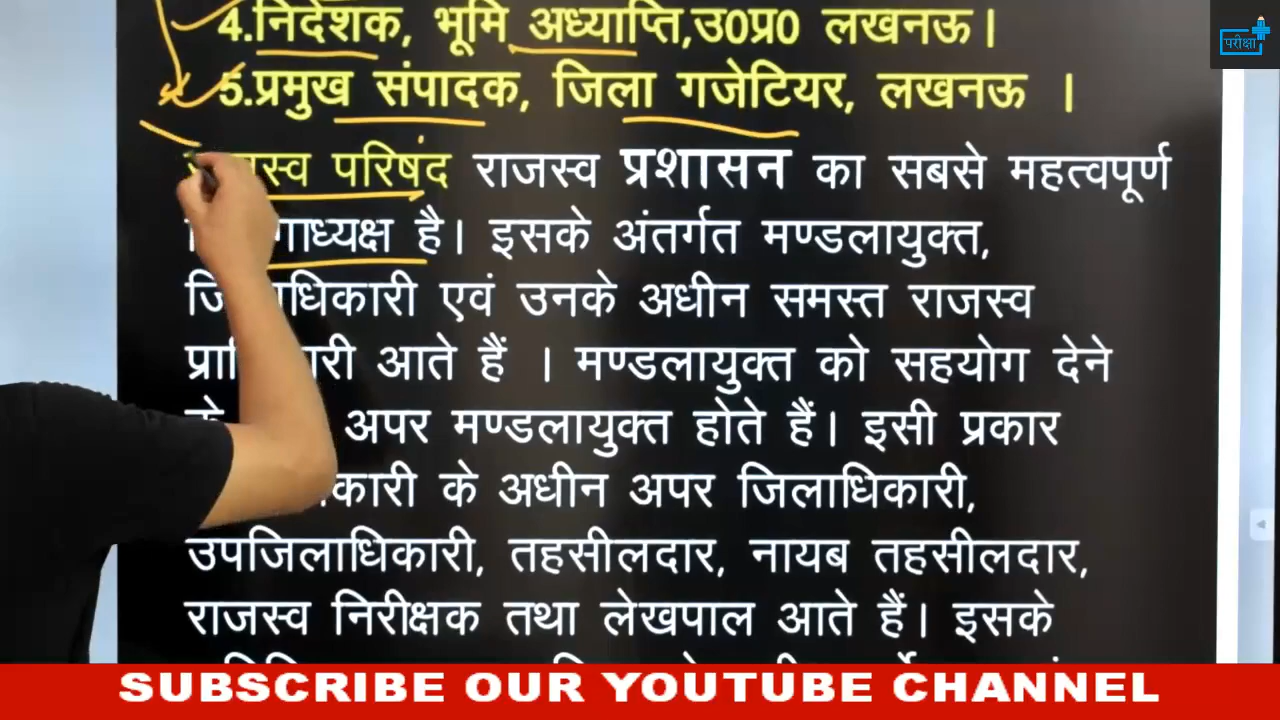 4.निदेशक, भूमि अध्याप्ति,उ0प्र0 लखनऊ।
परीक्षा
5.प्रमुख संपादक, जिला गजेटियर, लखनऊ ।
परिषंद राजस्व प्रशासन का सबसे महत्वपूर्ण
है। इसके अंतर्गत मण्डलायुक्त,
एवं उनके अधीन समस्त राजस्व
आते हैं । मण्डलायुक्त को सहयोग देने
अपर मण्डलायुक्त होते हैं। इसी प्रकार
के अधीन अपर जिलाधिकारी,
उपजिलाधिकारी, तहसीलदार, नायब तहसीलदार,
राजस्व निरीक्षक तथा लेखपाल आते हैं। इसके
SUBSCRIBE OUR YOUTUBE CHANNEL